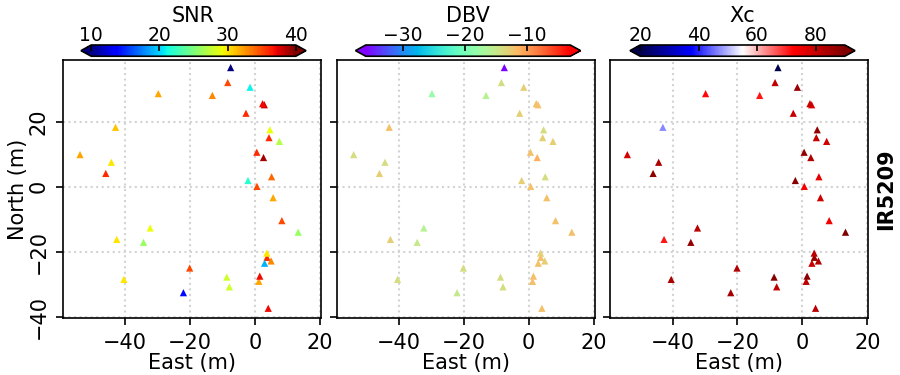 SNR DBV Xc
10 20 30 40 −30 −20 −10 20 40 60 80
20
0
−20
−40
North (m)
−40 −20 0 20 −40 −20 0 20 −40 −20 0 20
East (m) East (m) East (m)
IR5209